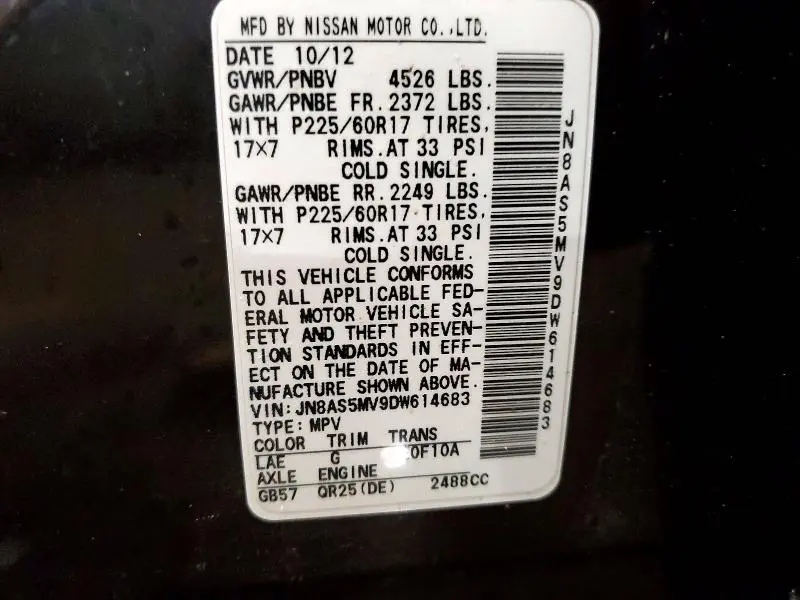 MFD BY NISSAN MOTOR CO.,LTD.
DATE 10/12
GVWR/PNBV 4526 LBS.
GAWR/PNBE FR. 2372 LBS.
WITH P225/60R17 TIRES,
17×7 RIMS.AT 33 PSI
COLD SINGLE.
GAWR/PNBE RR. 2249 LBS.
WITH P225/60R17 TIRES,
17×7 RIMS.AT 33 PSI
COLD SINGLE.
THIS VEHICLE CONFORMS
TO ALL APPLICABLE FED-
ERAL MOTOR VEHICLE SA-
FETY AND THEFT PREVEN-
TION STANDARDS IN EFF-
ECT ON THE DATE OF MA-
NUFACTURE SHOWN ABOVE.
VIN:JN8AS5MV9DW614683
TYPE:MPV
COLOR TRIM TRANS
LAE G 0F10A
AXLE ENGINE
GB57 QR25(DE) 2488CC
JN8AS5MV9DW614683